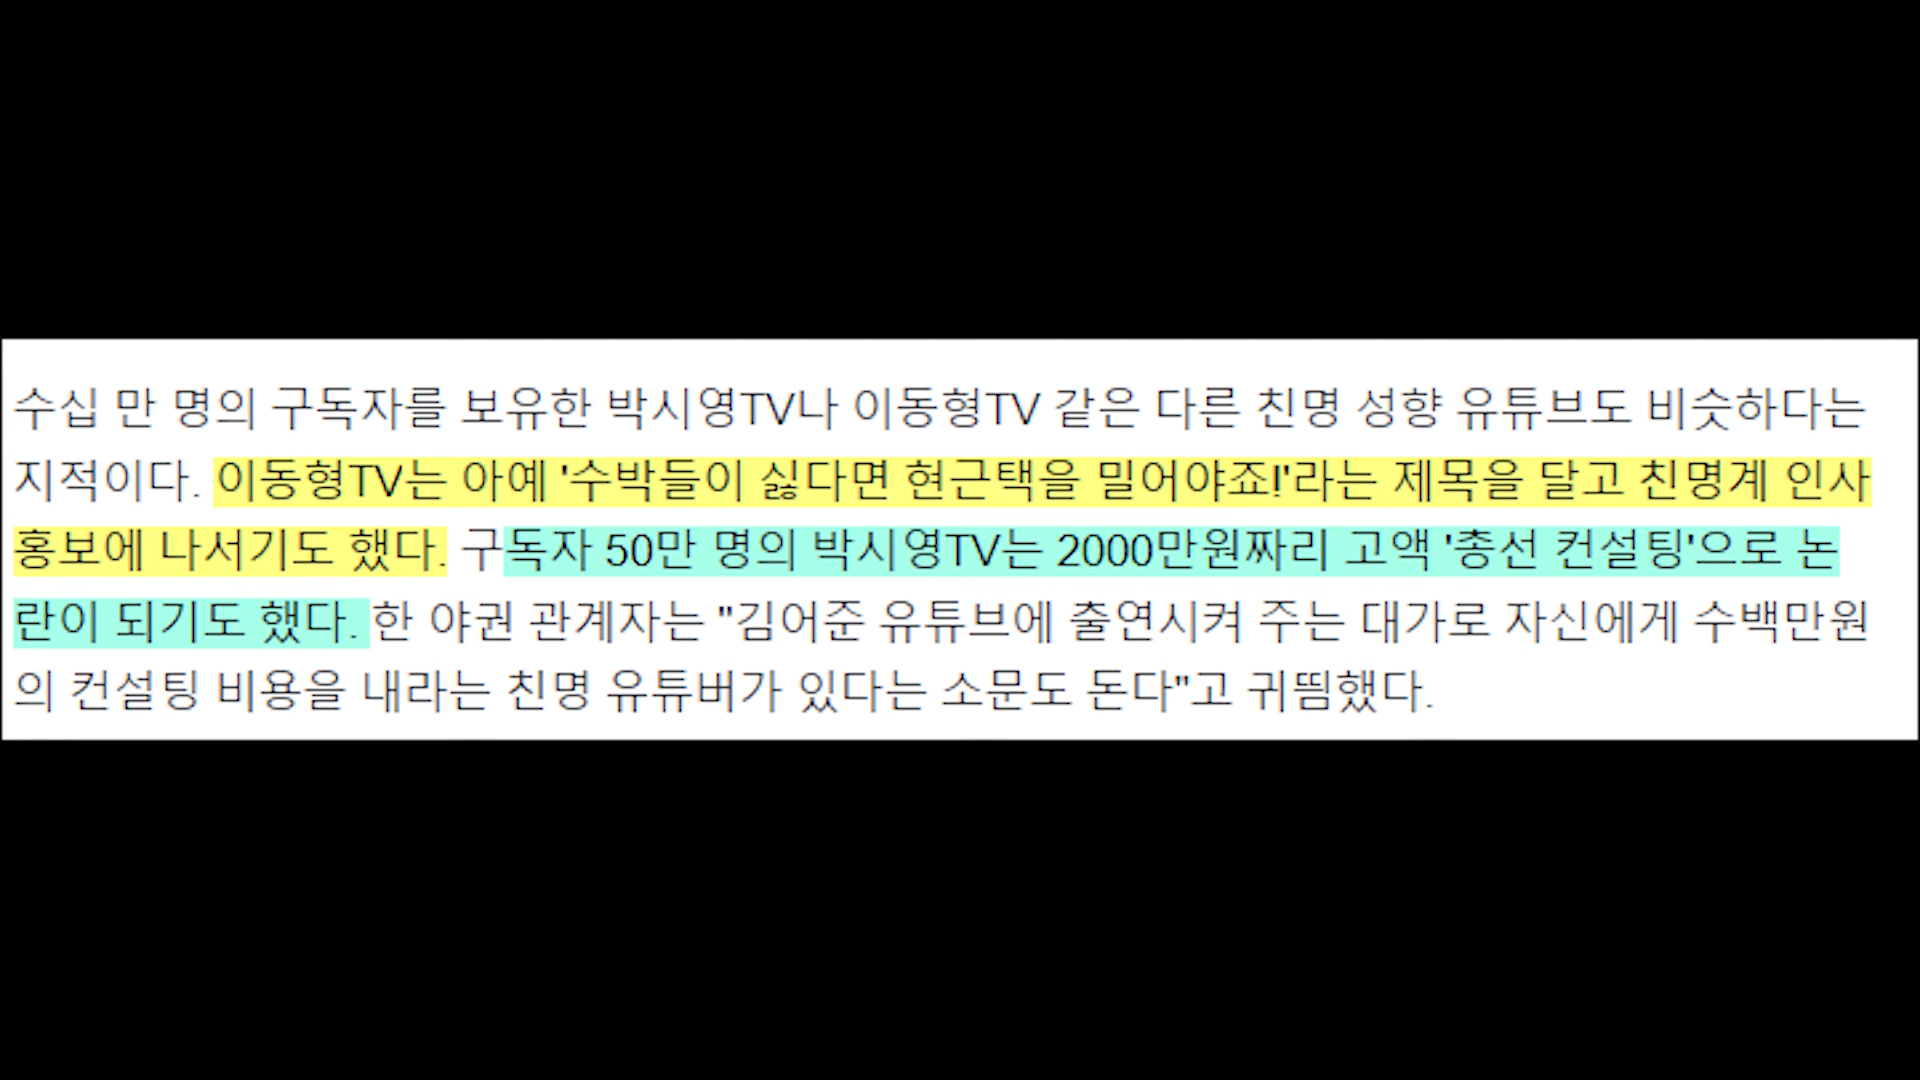 수십 만 명의 구독자를 보유한 박시영TV나 이동형TV 같은 다른 친명 성향 유튜브도 비슷하다는
지적이다. 이동형TV는 아예 '수박들이 싫다면 현근택을 밀어야죠!'라는 제목을 달고 친명계 인사
홍보에 나서기도 했다. 구독자 50만 명의 박시영TV는 2000만원짜리 고액 '총선 컨설팅'으로 논
란이 되기도 했다. 한 야권 관계자는 "김어준 유튜브에 출연시켜 주는 대가로 자신에게 수백만원
의 컨설팅 비용을 내라는 친명 유튜버가 있다는 소문도 돈다"고 귀띔했다.